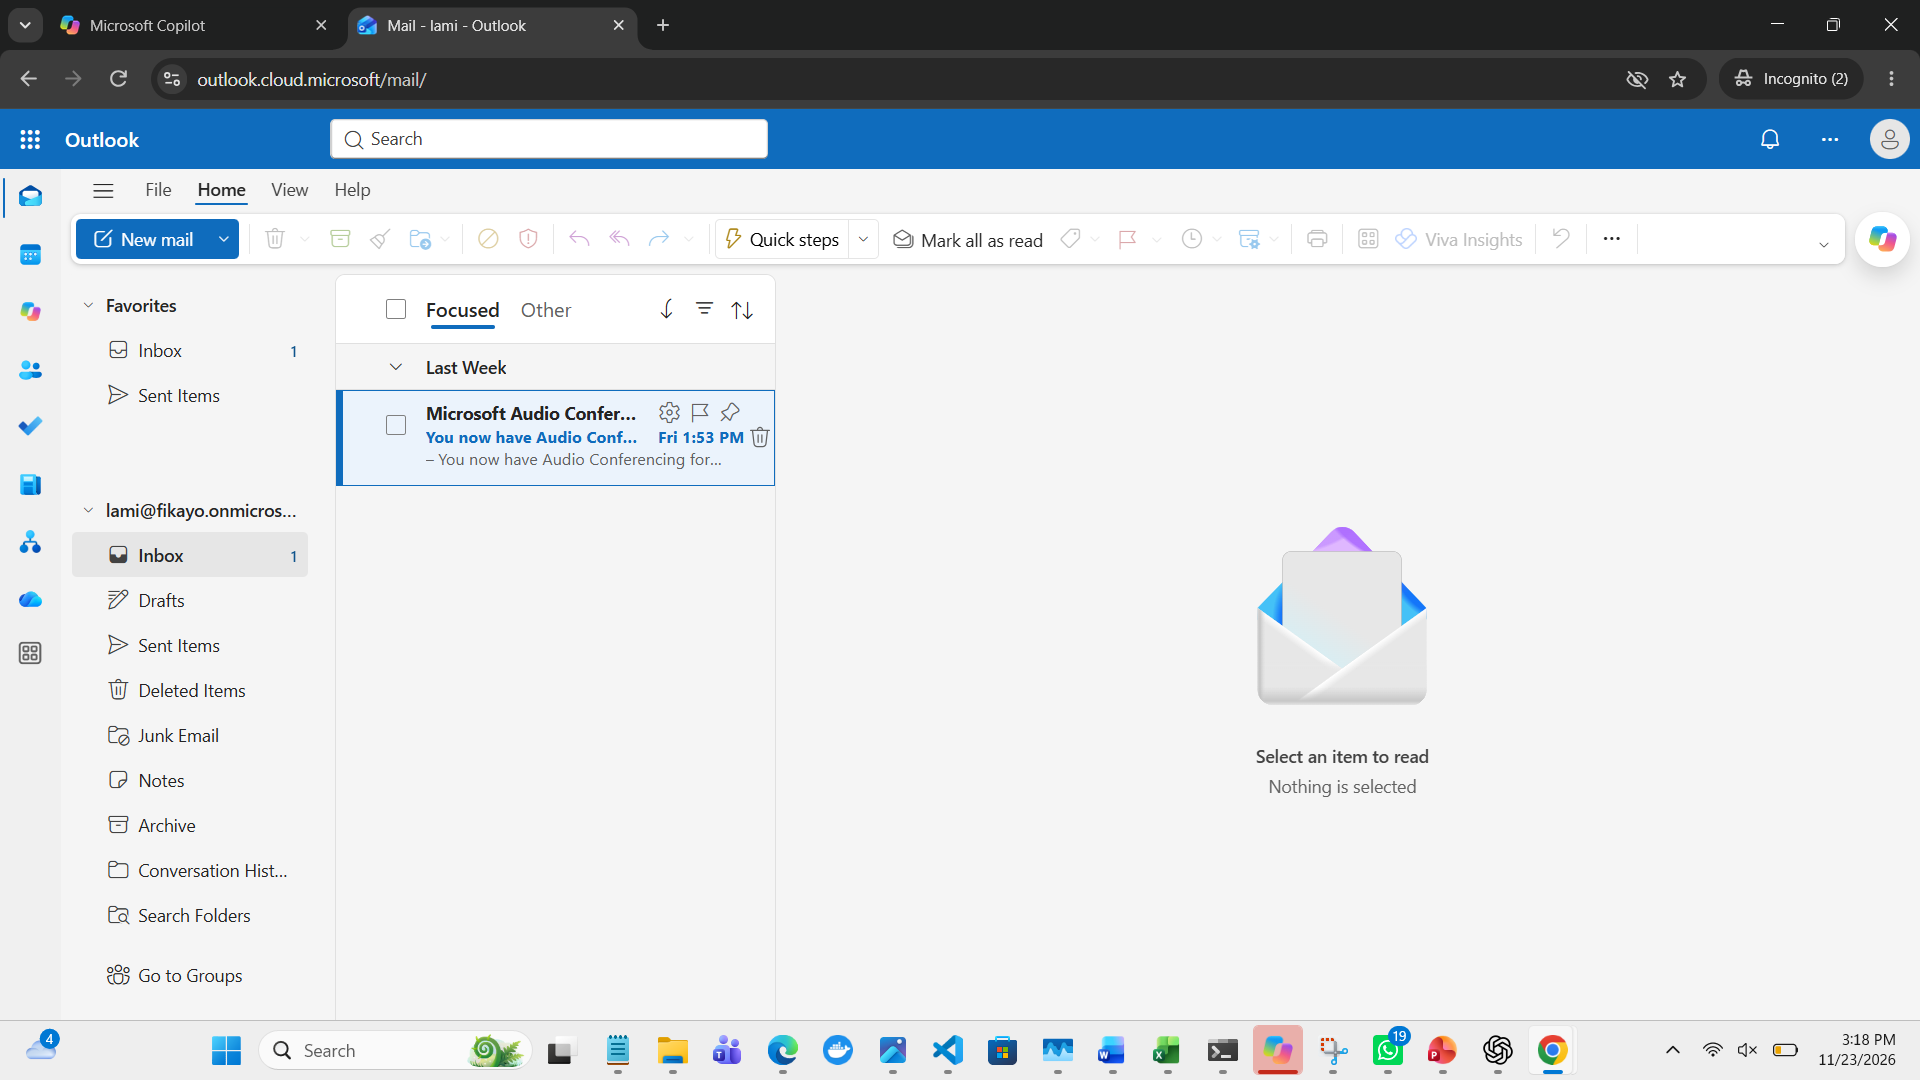 Microsoft Copilot
Mail - lami - Outlook
outlook.cloud.microsoft/mail/
Incognito (2)
Outlook
Search
File
Home
View
Help
New mail
Quick steps
Mark all as read
Viva Insights
Favorites
Inbox 1
Sent Items
lami@fikayo.onmicros...
Inbox 1
Drafts
Sent Items
Deleted Items
Junk Email
Notes
Archive
Conversation Hist...
Search Folders
Go to Groups
Focused
Other
Last Week
Microsoft Audio Confer...
You now have Audio Conf... Fri 1:53 PM
– You now have Audio Conferencing for...
Select an item to read
Nothing is selected
4
Search
19
3:18 PM
11/23/2026